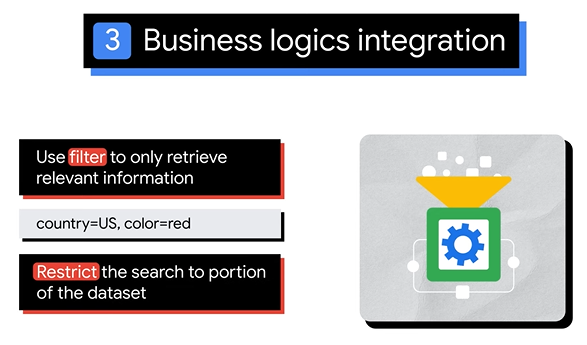 3 Business logics integration
Use filter to only retrieve
relevant information
country=US, color=red
Restrict the search to portion
of the dataset